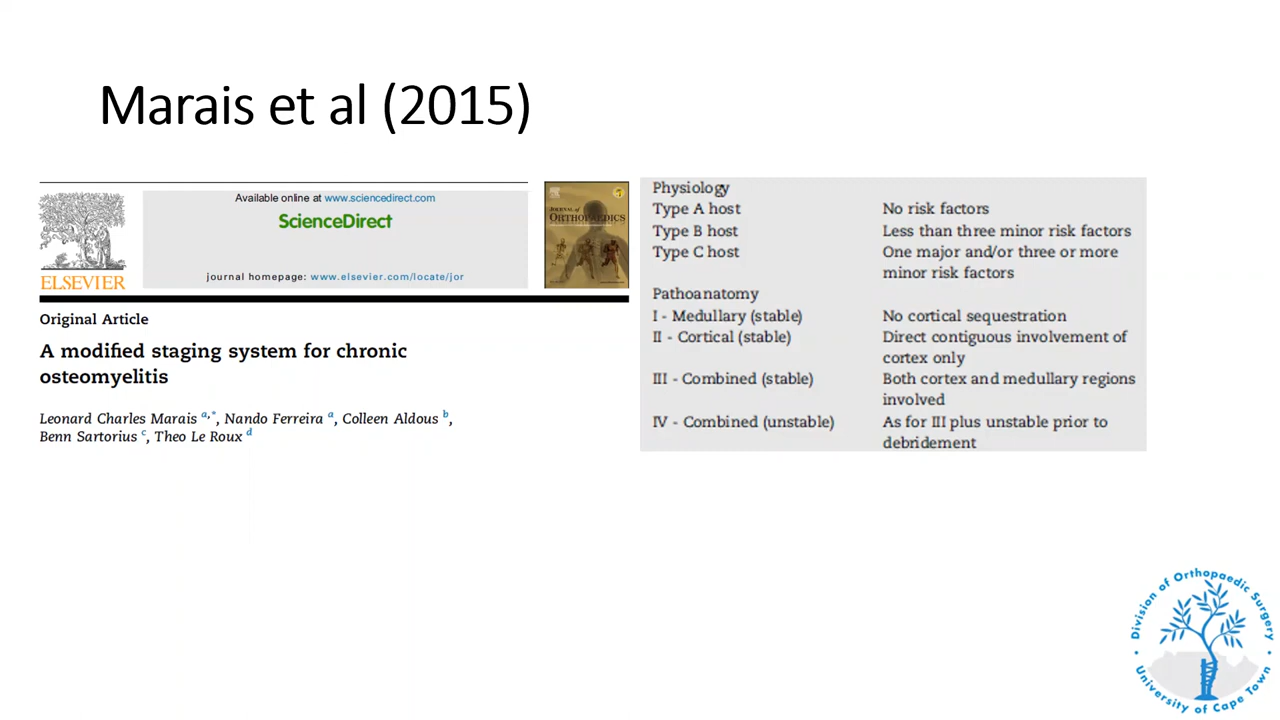 Marais et al (2015)
Available online at www.sciencedirect.com
ScienceDirect
journal homepage: www.elsevier.com/locate/jor
ELSEVIER
JOURNAL of
ORTHOPAEDICS
Original Article
A modified staging system for chronic
osteomyelitis
Leonard Charles Marais a,*, Nando Ferreira a, Colleen Aldous b,
Benn Sartorius c, Theo Le Roux d
Physiology
Type A host No risk factors
Type B host Less than three minor risk factors
Type C host One major and/or three or more
minor risk factors
Pathoanatomy
I - Medullary (stable) No cortical sequestration
II - Cortical (stable) Direct contiguous involvement of
cortex only
III - Combined (stable) Both cortex and medullary regions
involved
IV - Combined (unstable) As for III plus unstable prior to
debridement
Division of Orthopaedic Surgery
University of Cape Town